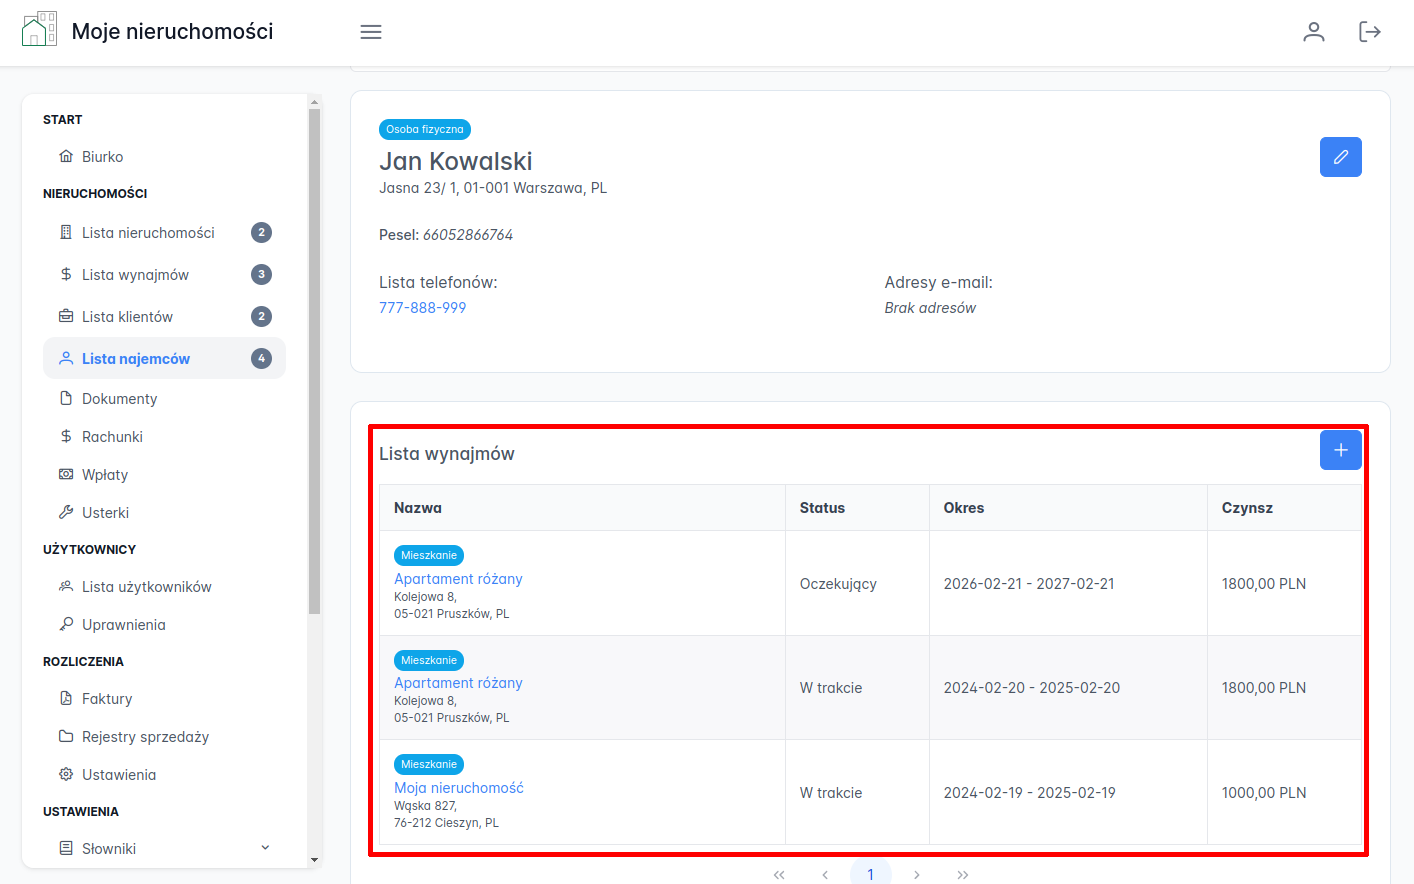 Moje nieruchomości
START
Biurko
NIERUCHOMOŚCI
Lista nieruchomości 2
Lista wynajmów 3
Lista klientów 2
Lista najemców 4
Dokumenty
Rachunki
Wpłaty
Usterki
UŻYTKOWNICY
Lista użytkowników
Uprawnienia
ROZLICZENIA
Faktury
Rejestry sprzedaży
Ustawienia
USTAWIENIA
Słowniki
Osoba fizyczna
Jan Kowalski
Jasna 23/ 1, 01-001 Warszawa, PL
Pesel: 66052866764
Lista telefonów:
777-888-999
Adresy e-mail:
Brak adresów
Lista wynajmów
Nazwa Status Okres Czynsz
Mieszkanie
Apartament różany
Kolejowa 8,
05-021 Pruszków, PL
Oczekujący 2026-02-21 - 2027-02-21 1800,00 PLN
Mieszkanie
Apartament różany
Kolejowa 8,
05-021 Pruszków, PL
W trakcie 2024-02-20 - 2025-02-20 1800,00 PLN
Mieszkanie
Moja nieruchomość
Wąska 827,
76-212 Cieszyn, PL
W trakcie 2024-02-19 - 2025-02-19 1000,00 PLN
« ‹ 1 › »